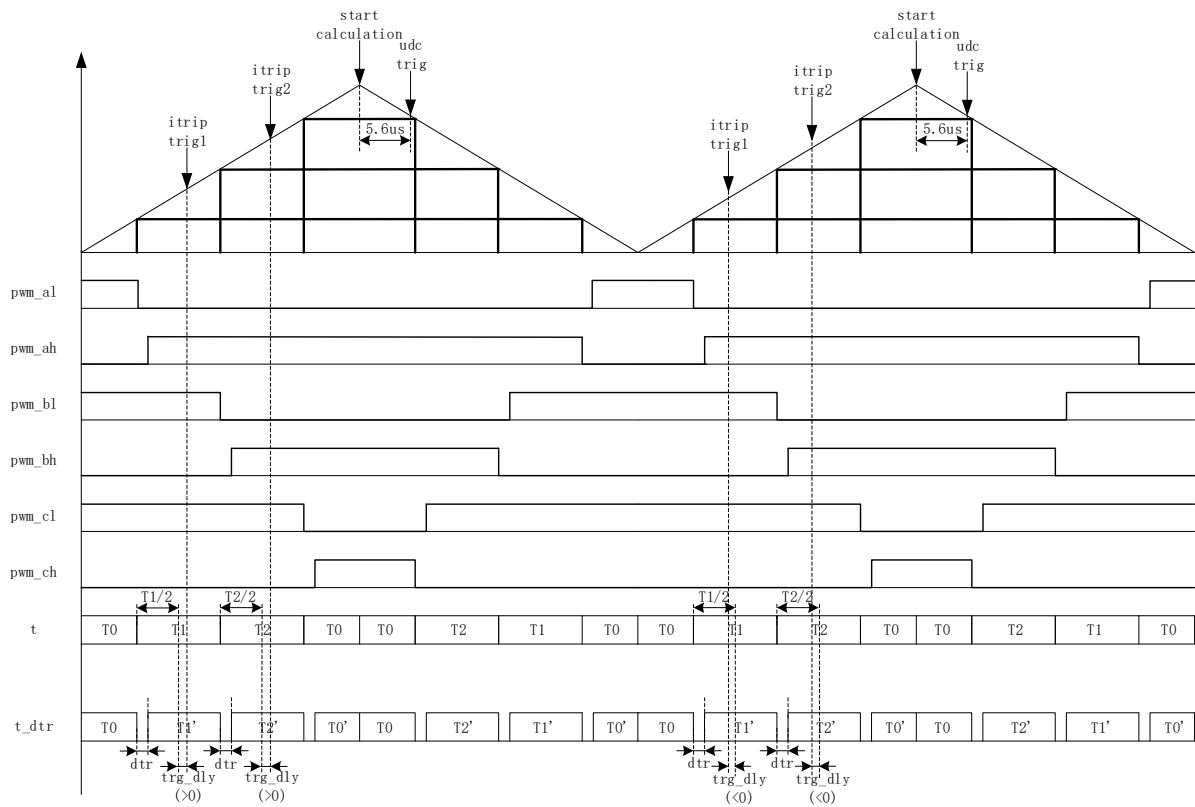 start
calculation
udc
trig
itrip
trig2
itrip
trig1
5.6us
start
calculation
udc
trig
itrip
trig2
itrip
trig1
5.6us
pwm_al
pwm_ah
pwm_bl
pwm_bh
pwm_cl
pwm_ch
T1/2 T2/2 T1/2 T2/2
t T0 T1 T2 T0 T0 T2 T1 T0 T0 T1 T2 T0 T0 T2 T1 T0
t_dtr T0 T1' T2' T0' T0 T2' T1' T0' T0 T1' T2' T0' T0 T2' T1' T0'
dtr dtr dtr dtr
trg_dly trg_dly trg_dly trg_dly
(>0) (>0) (<0) (<0)